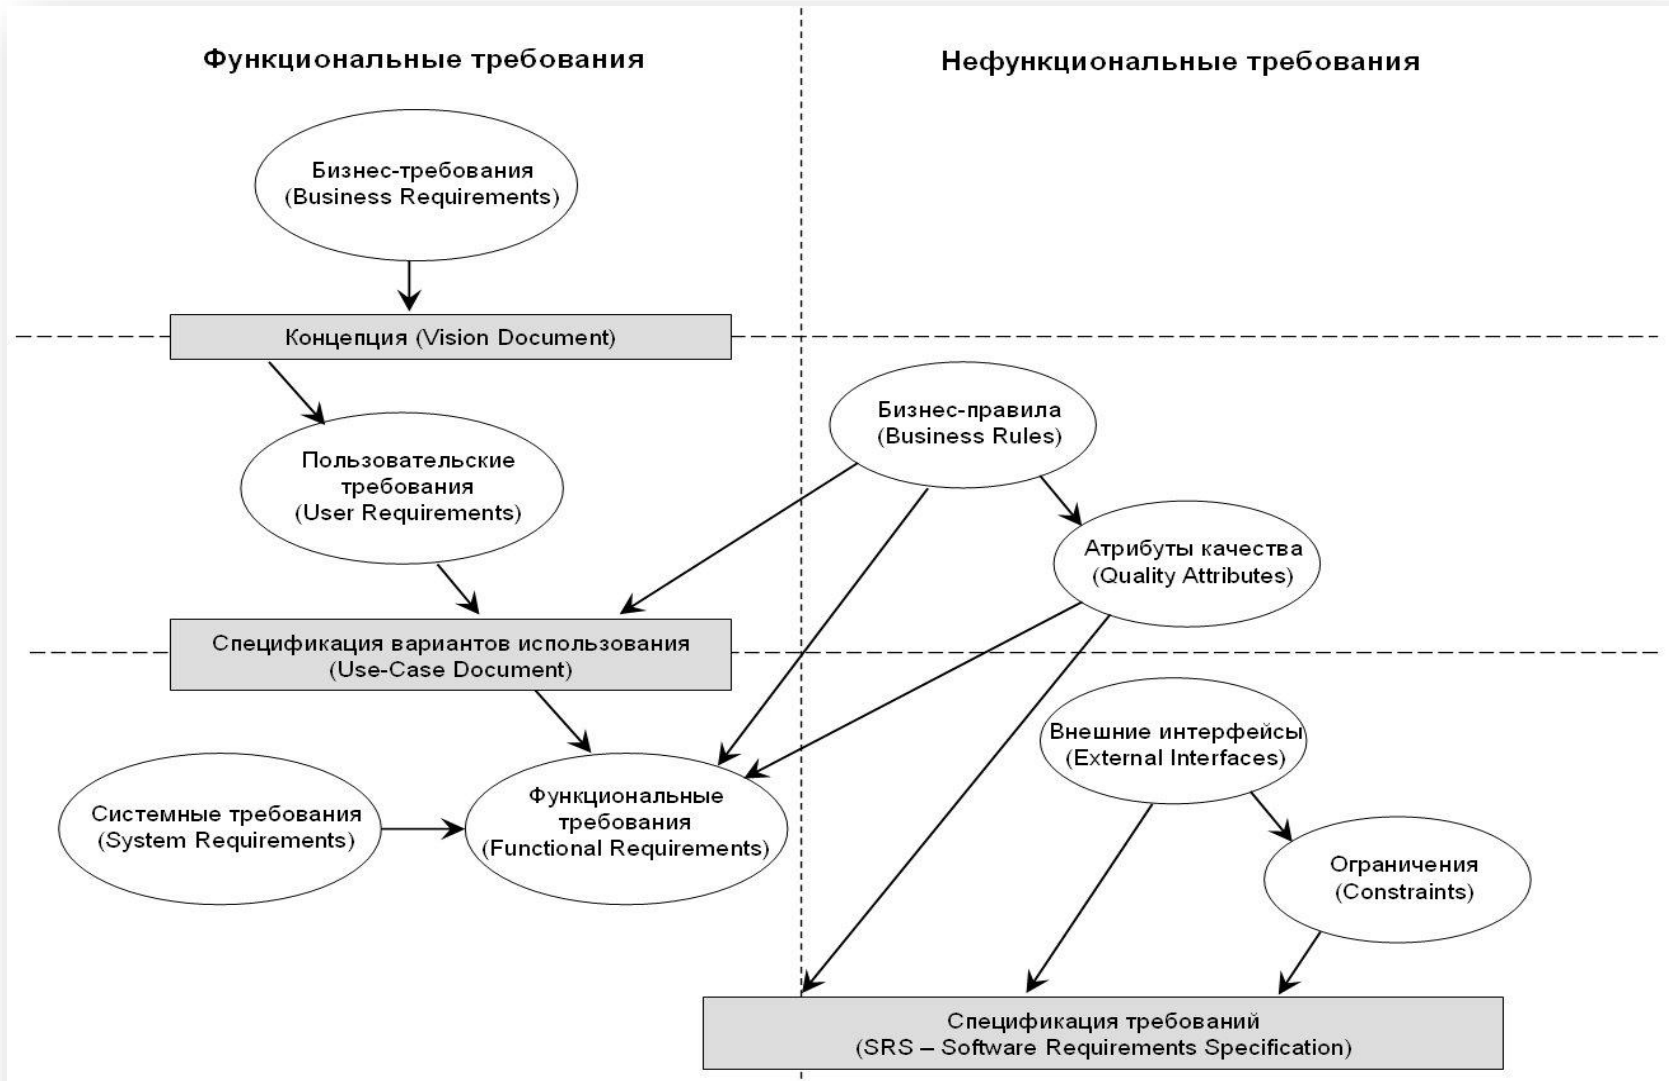 Функциональные требования
Нефункциональные требования
Бизнес-требования
(Business Requirements)
Концепция (Vision Document)
Бизнес-правила
(Business Rules)
Пользовательские
требования
(User Requirements)
Атрибуты качества
(Quality Attributes)
Спецификация вариантов использования
(Use-Case Document)
Внешние интерфейсы
(External Interfaces)
Системные требования
(System Requirements)
Функциональные
требования
(Functional Requirements)
Ограничения
(Constraints)
Спецификация требований
(SRS – Software Requirements Specification)